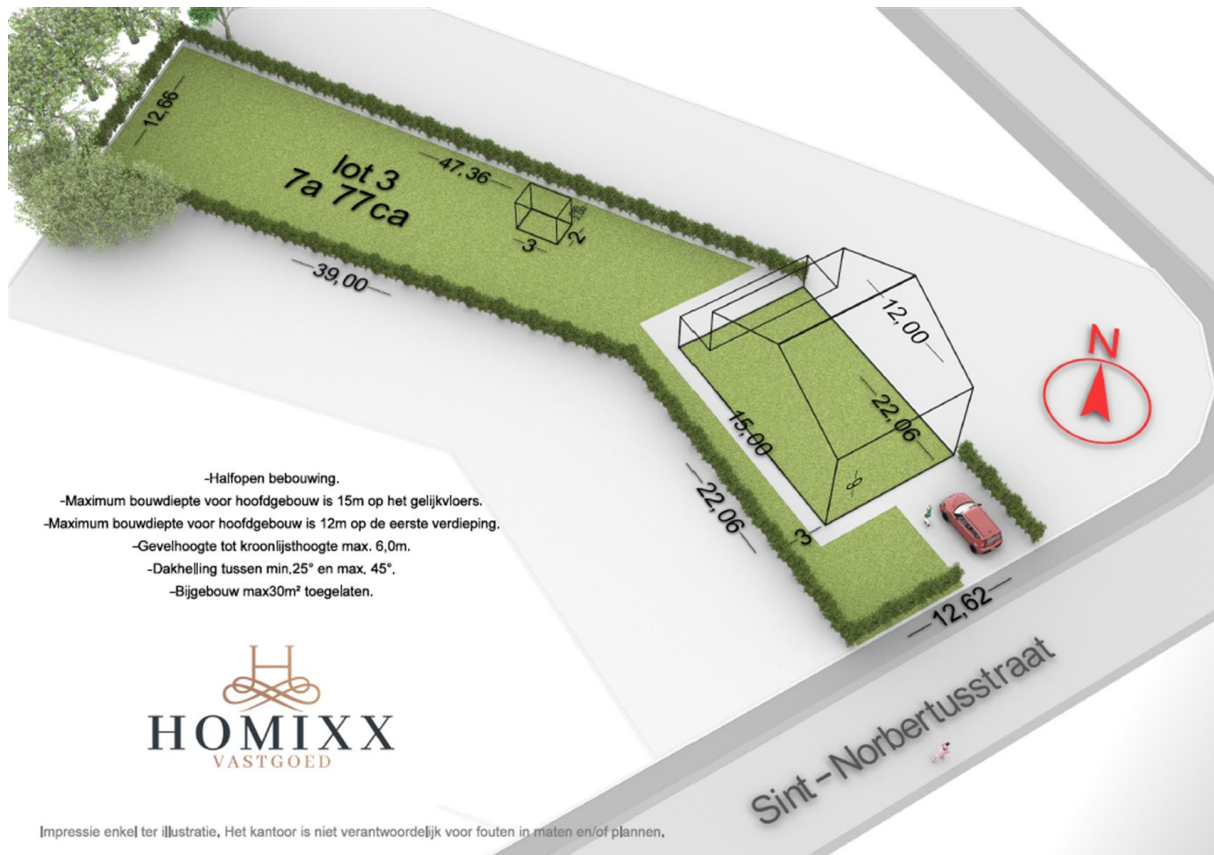 12,66
lot 3
7a 77ca
47,36
3
2
39,00
12,00
N
22,06
15,00
22,06
3
12,62
Sint-Norbertusstraat
-Halfopen bebouwing.
-Maximum bouwdiepte voor hoofdgebouw is 15m op het gelijkvloers.
-Maximum bouwdiepte voor hoofdgebouw is 12m op de eerste verdieping.
-Gevelhoogte tot kroonlijsthoogte max. 6,0m.
-Dakhelling tussen min.25° en max. 45°.
-Bijgebouw max30m² toegelaten.
H
HOMIXX
VASTGOED
Impressie enkel ter illustratie. Het kantoor is niet verantwoordelijk voor fouten in maten en/of plannen.